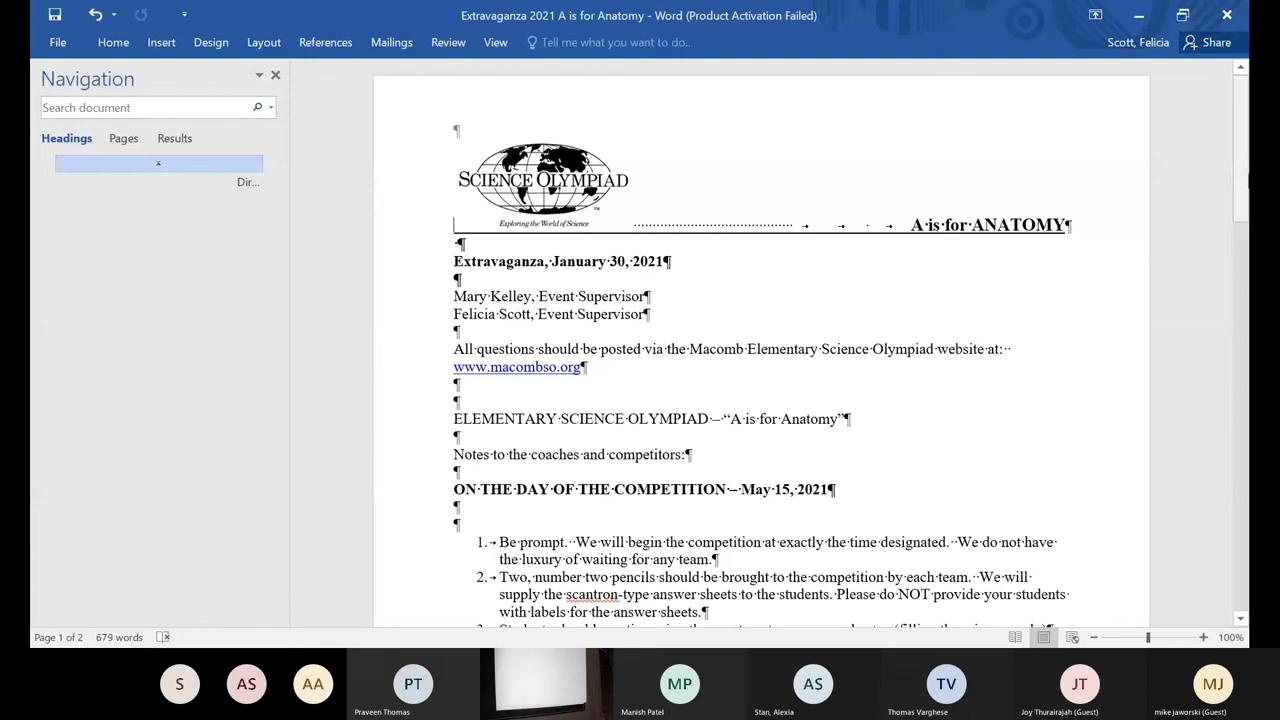 Extravaganza 2021 A is for Anatomy - Word (Product Activation Failed)
File Home Insert Design Layout References Mailings Review View Tell me what you want to do... Scott, Felicia Share
Navigation
Search document
Headings Pages Results
Dir...
¶
SCIENCE OLYMPIAD
TM
Exploring the World of Science
A·is·for·ANATOMY¶
·¶
Extravaganza,·January·30,·2021¶
¶
Mary·Kelley,·Event·Supervisor¶
Felicia·Scott,·Event·Supervisor¶
¶
All·questions·should·be·posted·via·the·Macomb·Elementary·Science·Olympiad·website·at:··
www.macombso.org¶
¶
¶
ELEMENTARY·SCIENCE·OLYMPIAD·–·“A·is·for·Anatomy”¶
¶
Notes·to·the·coaches·and·competitors:¶
¶
ON·THE·DAY·OF·THE·COMPETITION·–·May·15,·2021¶
¶
¶
1.→Be·prompt.··We·will·begin·the·competition·at·exactly·the·time·designated.··We·do·not·have·
the·luxury·of·waiting·for·any·team.¶
2.→Two,·number·two·pencils·should·be·brought·to·the·competition·by·each·team.··We·will·
supply·the·scantron-type·answer·sheets·to·the·students.·Please·do·NOT·provide·your·students·
with·labels·for·the·answer·sheets.¶
Page 1 of 2 679 words 100%
S AS AA PT MP AS TV JT MJ
Praveen Thomas Manish Patel Stan, Alexia Thomas Varghese Joy Thurairajah (Guest) mike jaworski (Guest)